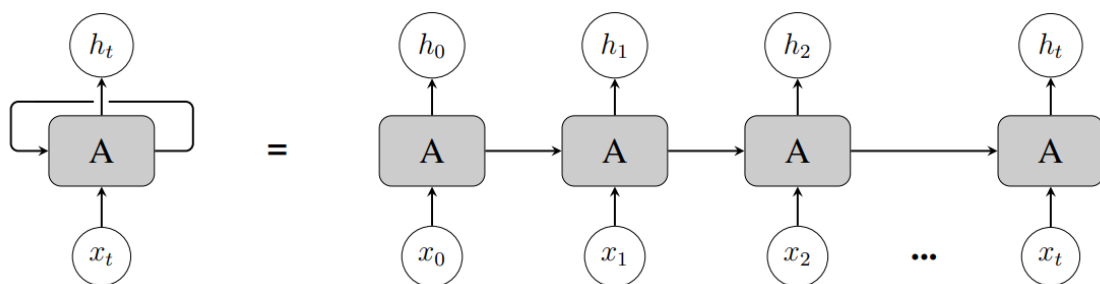 h_t h_0 h_1 h_2 h_t
A = A A A A
x_t x_0 x_1 x_2 ... x_t